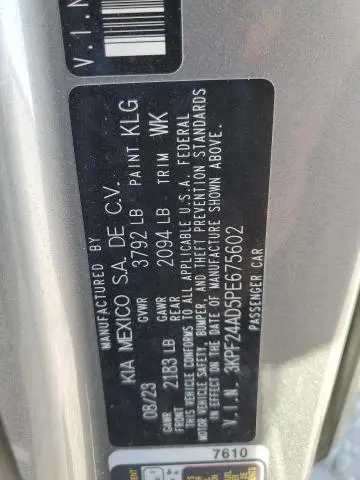 V.I.N
MANUFACTURED BY
KIA MEXICO S.A. DE C.V.
08/23 GVWR 3792 LB PAINT KLG
GAWR FRONT 2183 LB GAWR REAR 2094 LB TRIM WK
THIS VEHICLE CONFORMS TO ALL APPLICABLE U.S.A. FEDERAL
MOTOR VEHICLE SAFETY, BUMPER, AND THEFT PREVENTION STANDARDS
IN EFFECT ON THE DATE OF MANUFACTURE SHOWN ABOVE.
V.I.N. 3KPF24AD5PE675602
PASSENGER CAR
7610